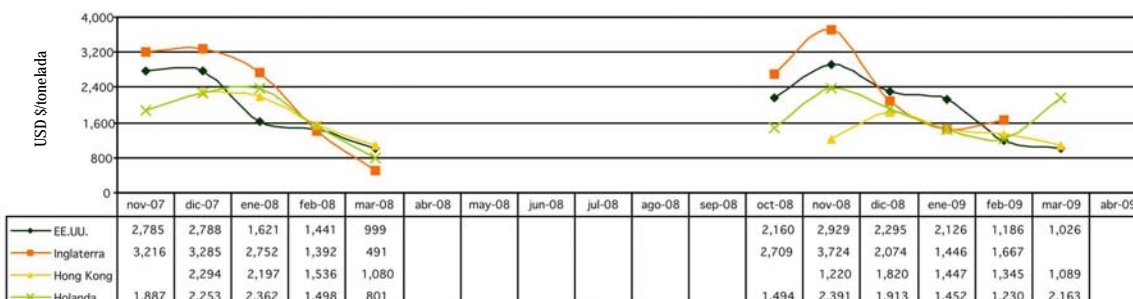 4,000
3,200
2,400
1,600
800
0
USD $/tonelada
nov-07 dic-07 ene-08 feb-08 mar-08 abr-08 may-08 jun-08 jul-08 ago-08 sep-08 oct-08 nov-08 dic-08 ene-09 feb-09 mar-09 abr-09
EE.UU. 2,785 2,788 1,621 1,441 999 2,160 2,929 2,295 2,126 1,186 1,026
Inglaterra 3,216 3,285 2,752 1,392 491 2,709 3,724 2,074 1,446 1,667
Hong Kong 2,294 2,197 1,536 1,080 1,220 1,820 1,447 1,345 1,089
Holanda 1,887 2,253 2,362 1,498 801 1,494 2,391 1,913 1,452 1,230 2,163